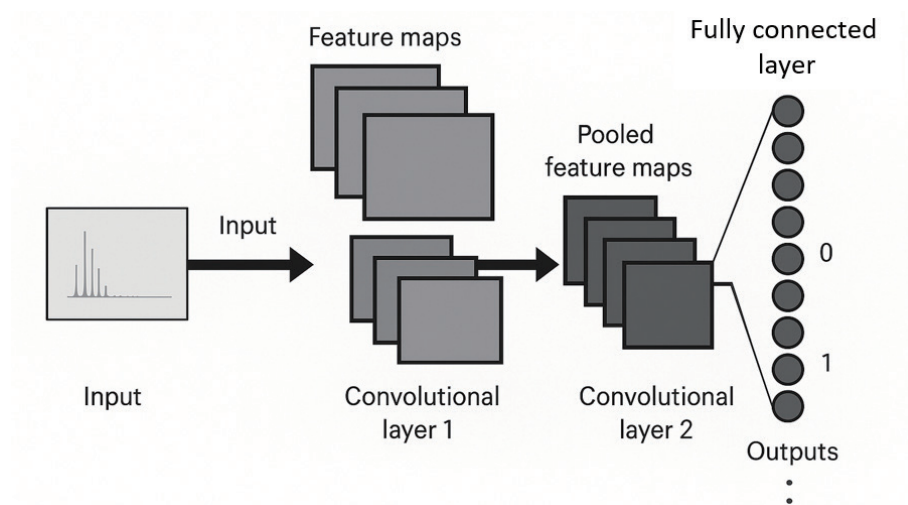 Feature maps
Fully connected
layer
Pooled
feature maps
Input
0
1
Input
Convolutional
layer 1
Convolutional
layer 2
Outputs